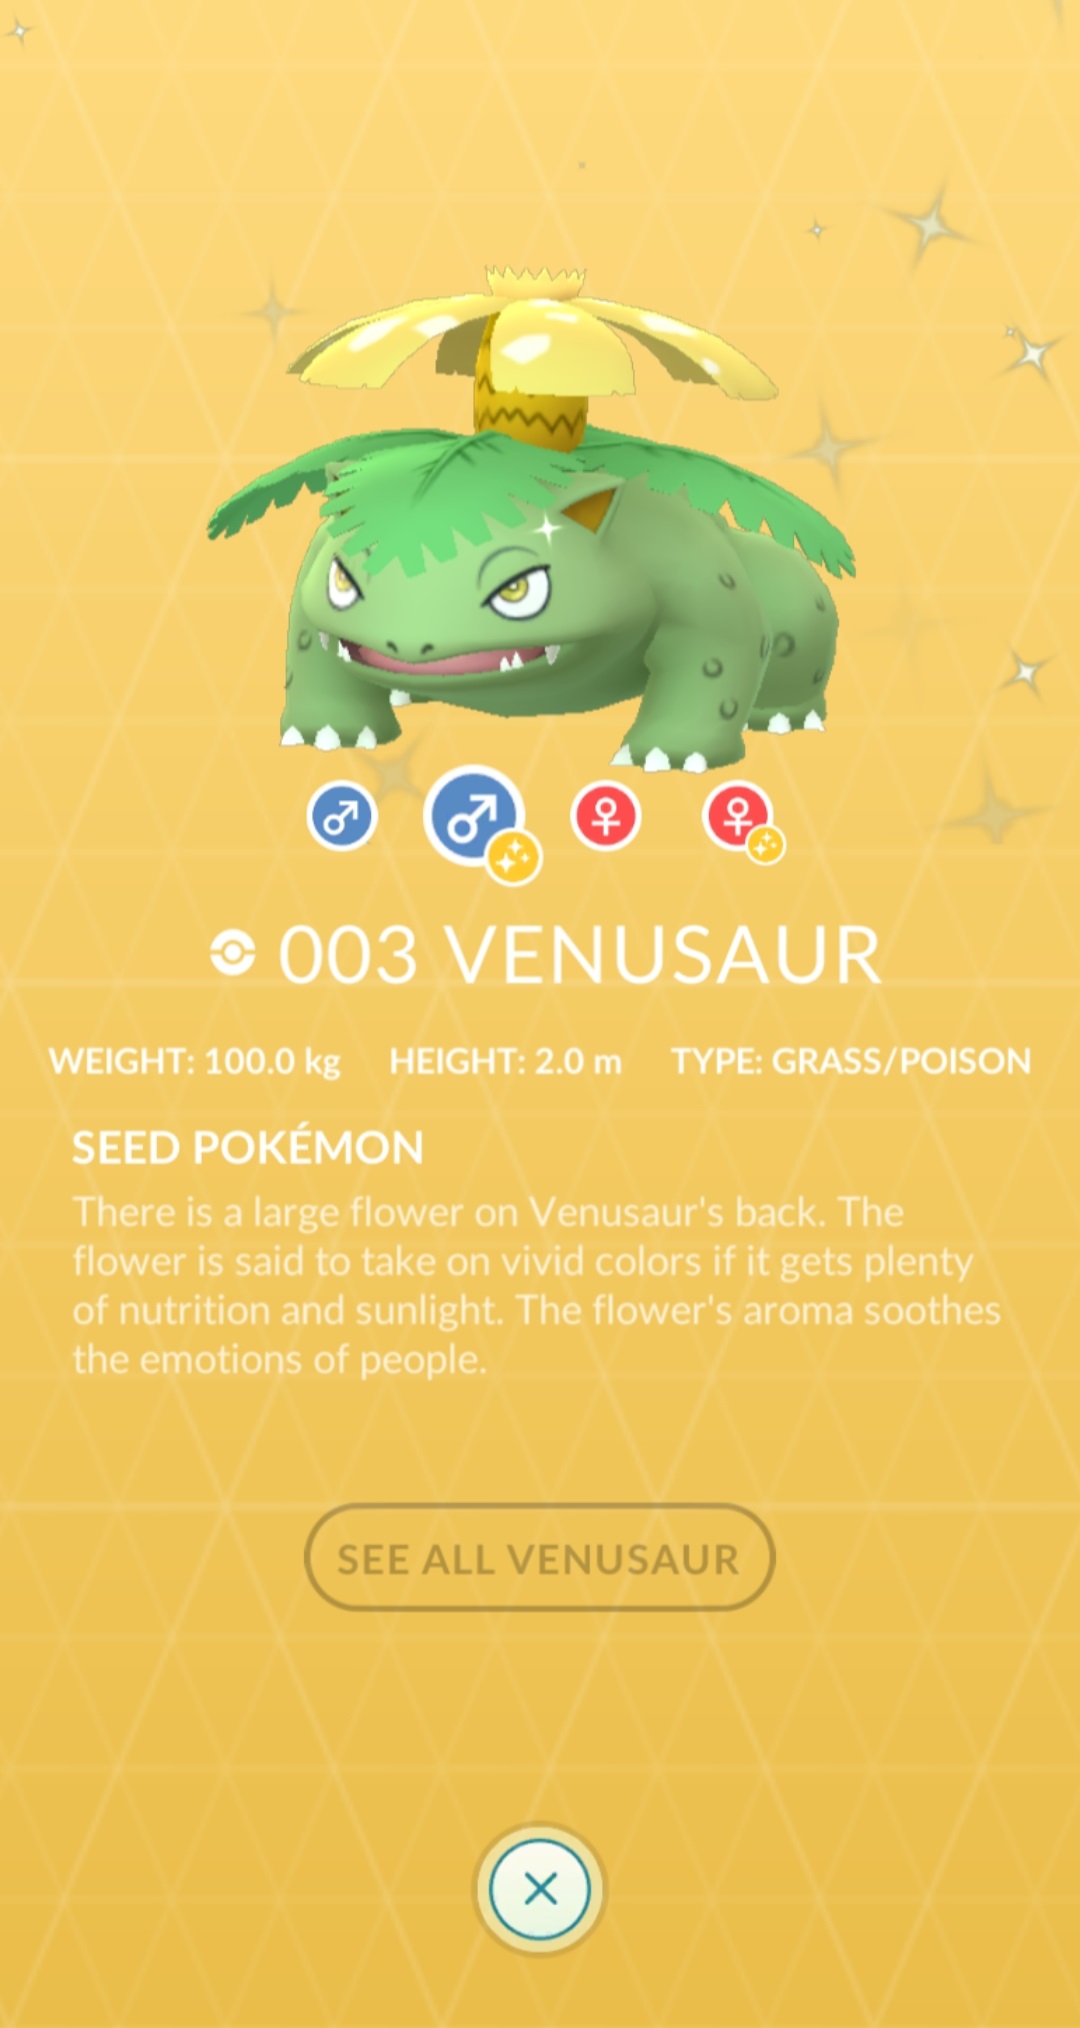 003 VENUSAUR
WEIGHT: 100.0 kg HEIGHT: 2.0 m TYPE: GRASS/POISON
SEED POKÉMON
There is a large flower on Venusaur's back. The
flower is said to take on vivid colors if it gets plenty
of nutrition and sunlight. The flower's aroma soothes
the emotions of people.
SEE ALL VENUSAUR